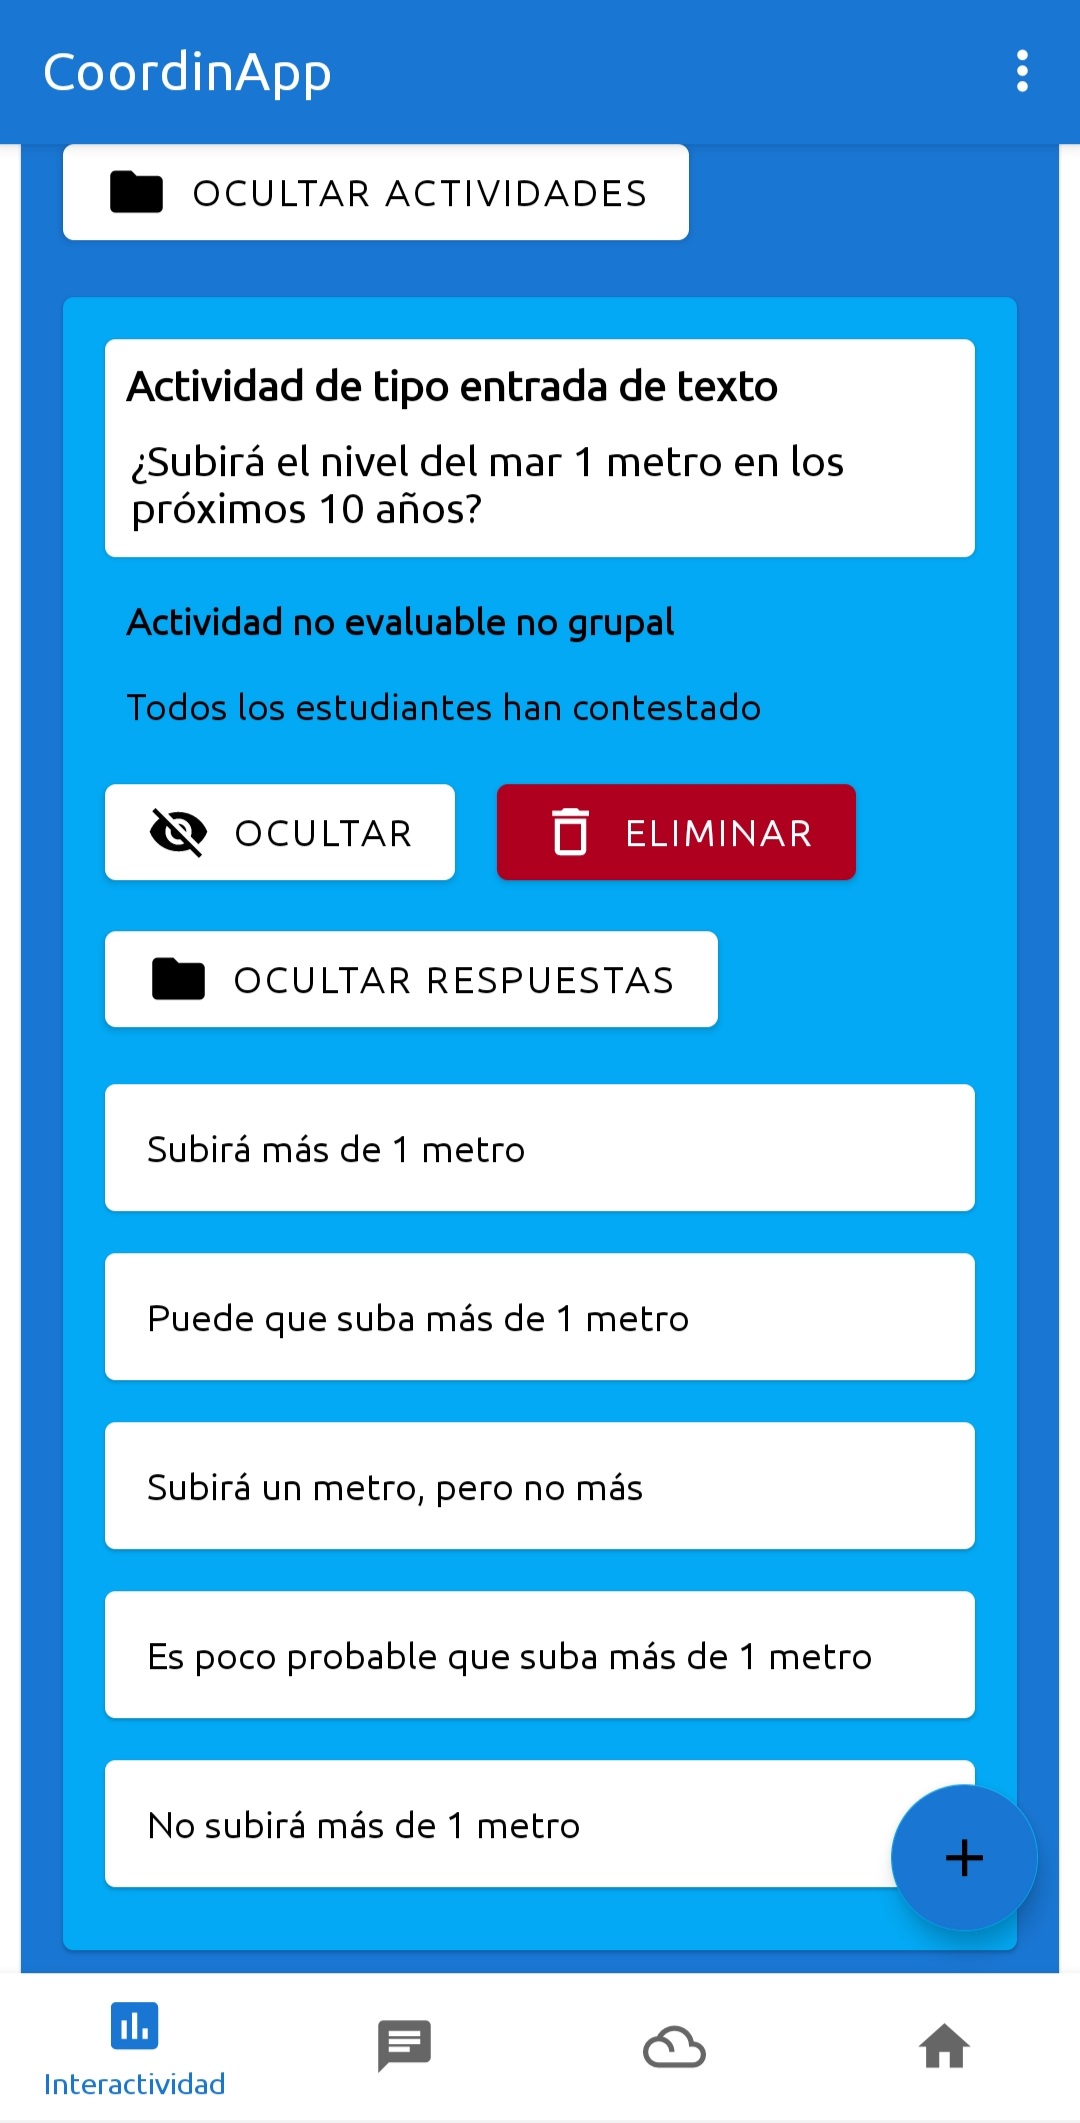 CoordinApp
OCULTAR ACTIVIDADES
Actividad de tipo entrada de texto
¿Subirá el nivel del mar 1 metro en los
próximos 10 años?
Actividad no evaluable no grupal
Todos los estudiantes han contestado
OCULTAR
ELIMINAR
OCULTAR RESPUESTAS
Subirá más de 1 metro
Puede que suba más de 1 metro
Subirá un metro, pero no más
Es poco probable que suba más de 1 metro
No subirá más de 1 metro
Interactividad